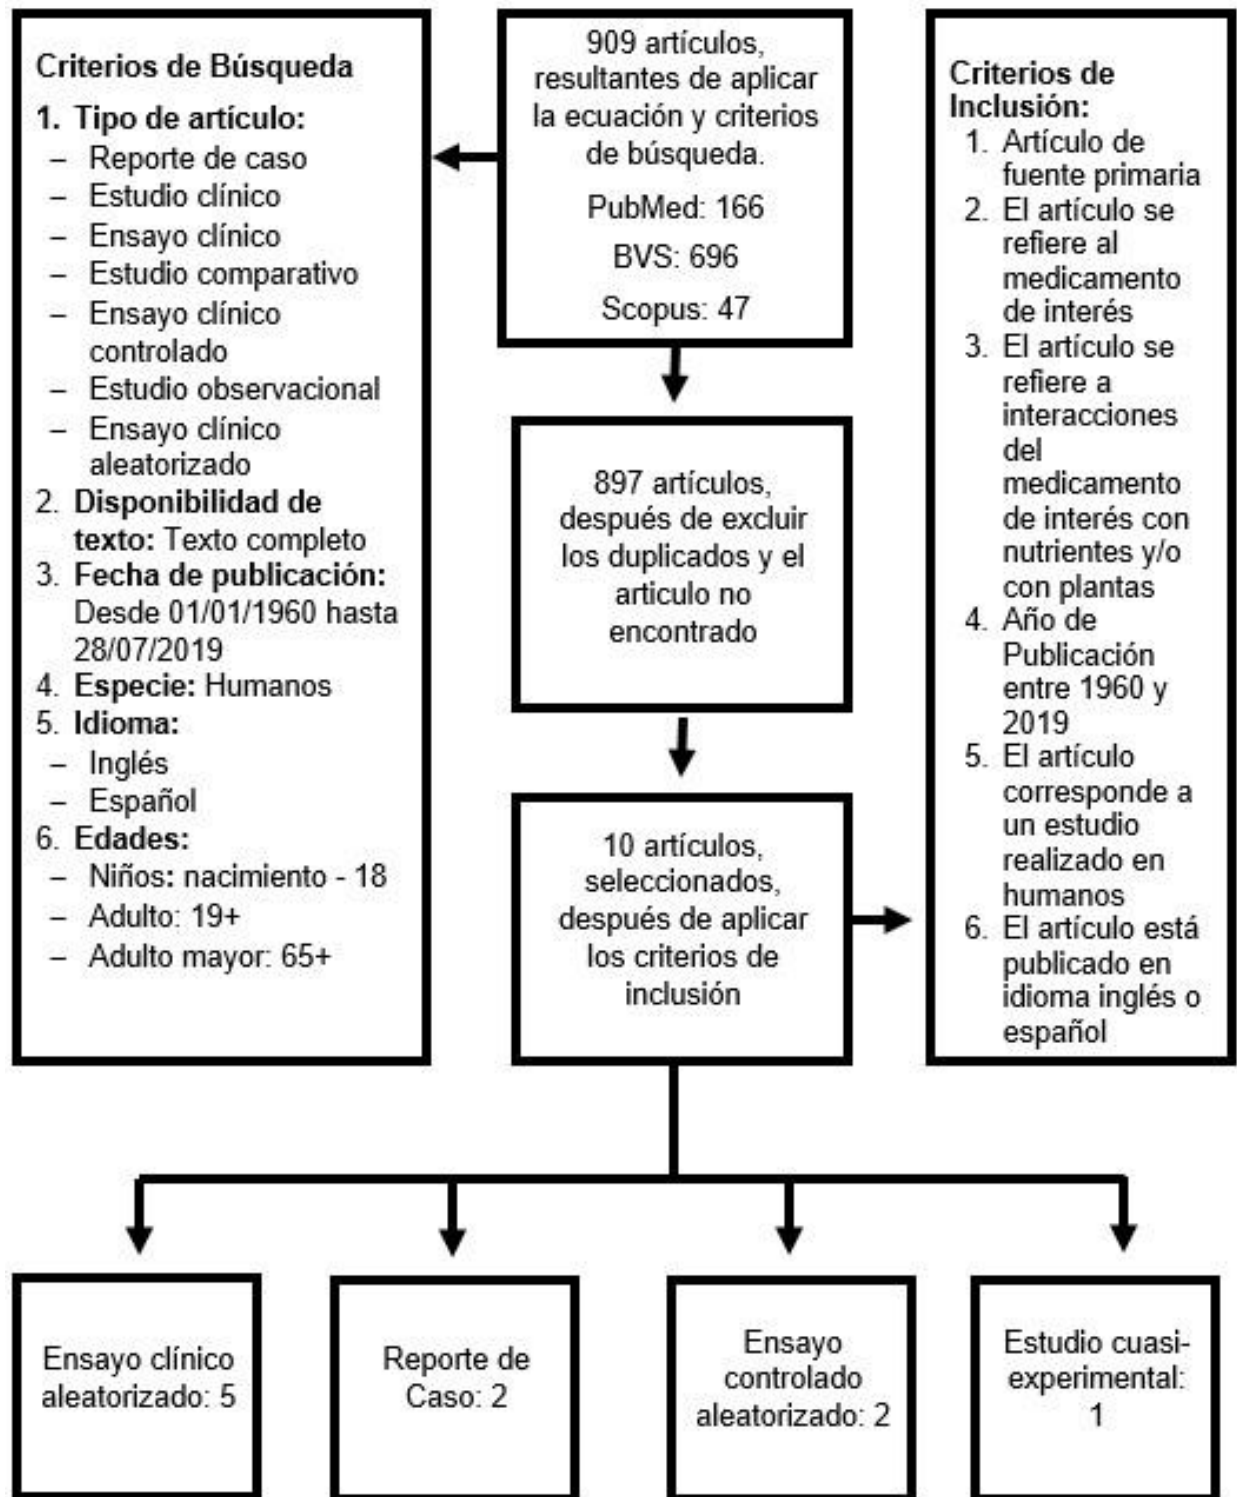 Criterios de Búsqueda
1. Tipo de artículo:
– Reporte de caso
– Estudio clínico
– Ensayo clínico
– Estudio comparativo
– Ensayo clínico
controlado
– Estudio observacional
– Ensayo clínico
aleatorizado
2. Disponibilidad de
texto: Texto completo
3. Fecha de publicación:
Desde 01/01/1960 hasta
28/07/2019
4. Especie: Humanos
5. Idioma:
– Inglés
– Español
6. Edades:
– Niños: nacimiento - 18
– Adulto: 19+
– Adulto mayor: 65+
909 artículos,
resultantes de aplicar
la ecuación y criterios
de búsqueda.
PubMed: 166
BVS: 696
Scopus: 47
897 artículos,
después de excluir
los duplicados y el
articulo no
encontrado
10 artículos,
seleccionados,
después de aplicar
los criterios de
inclusión
Criterios de
Inclusión:
1. Artículo de
fuente primaria
2. El artículo se
refiere al
medicamento
de interés
3. El artículo se
refiere a
interacciones
del
medicamento
de interés con
nutrientes y/o
con plantas
4. Año de
Publicación
entre 1960 y
2019
5. El artículo
corresponde a
un estudio
realizado en
humanos
6. El artículo está
publicado en
idioma inglés o
español
Ensayo clínico
aleatorizado: 5
Reporte de
Caso: 2
Ensayo
controlado
aleatorizado: 2
Estudio cuasi-
experimental:
1